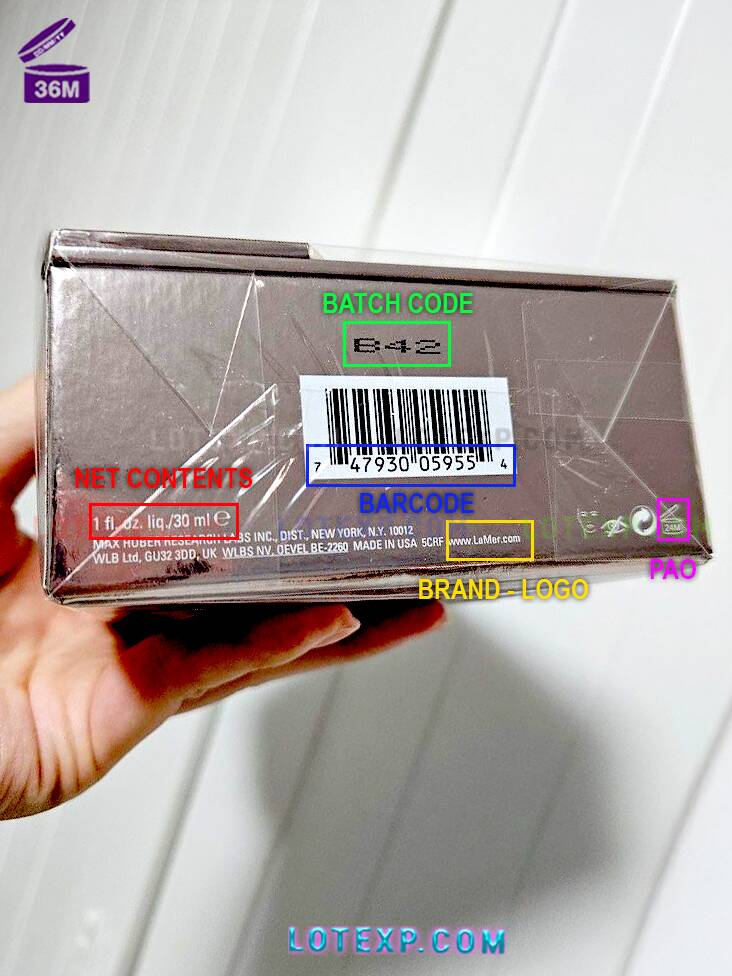 36M
BATCH CODE
B42
7 47930 05955 4
NET CONTENTS
BARCODE
1 fl. oz. liq./30 ml e
MAX HUBER RESEARCH LABS INC., DIST., NEW YORK, N.Y. 10012
WLB Ltd, GU32 3DD, UK WLBS NV, OEVEL BE-2260 MADE IN USA 5CRF www.LaMer.com
24M
PAO
BRAND - LOGO
LOTEXP.COM